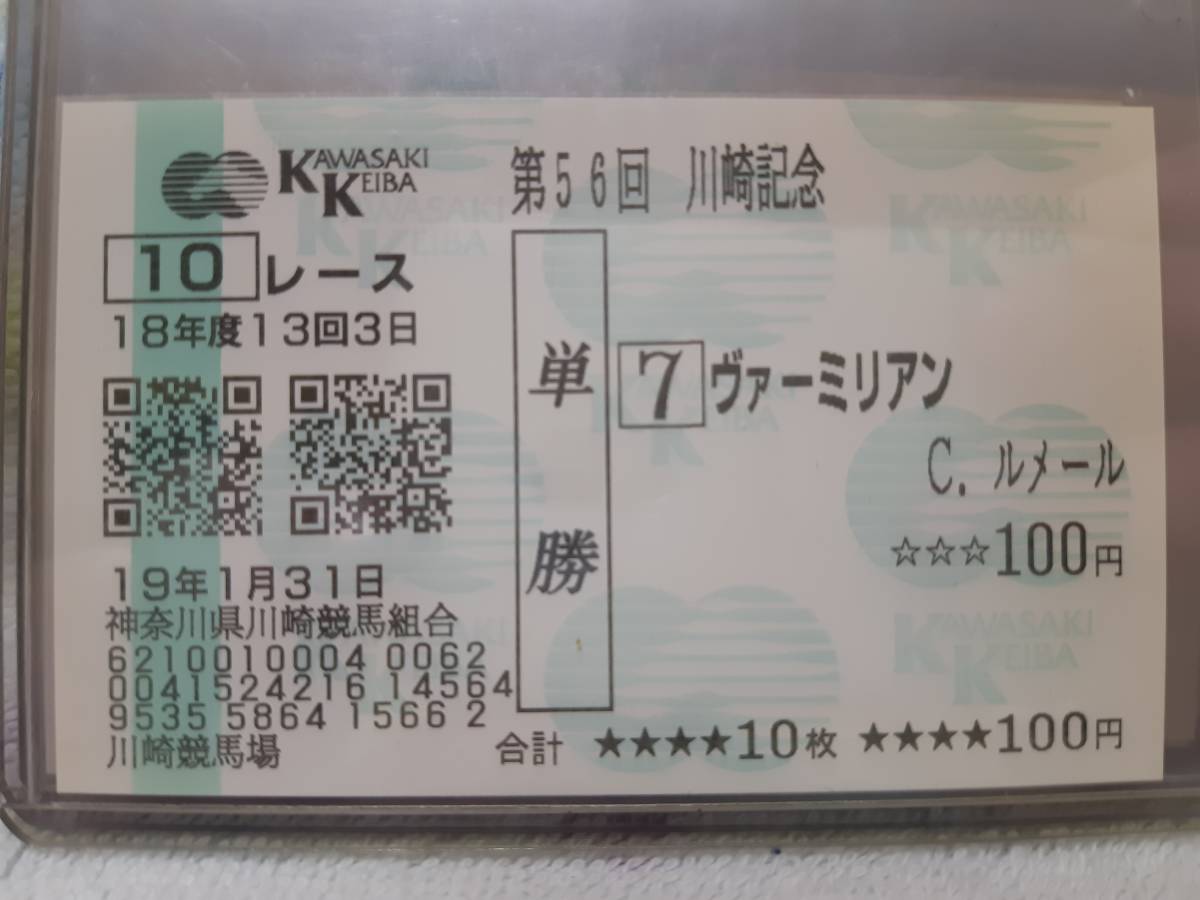 KAWASAKI KEIBA
第56回 川崎記念
10レース
18年度13回3日
単勝
7 ヴァーミリアン
C. ルメール
☆☆☆100円
19年1月31日
神奈川県川崎競馬組合
6210010004 0062
0041524216 14564
9535 5864 1566 2
川崎競馬場
合計 ★★★★10枚 ★★★★100円